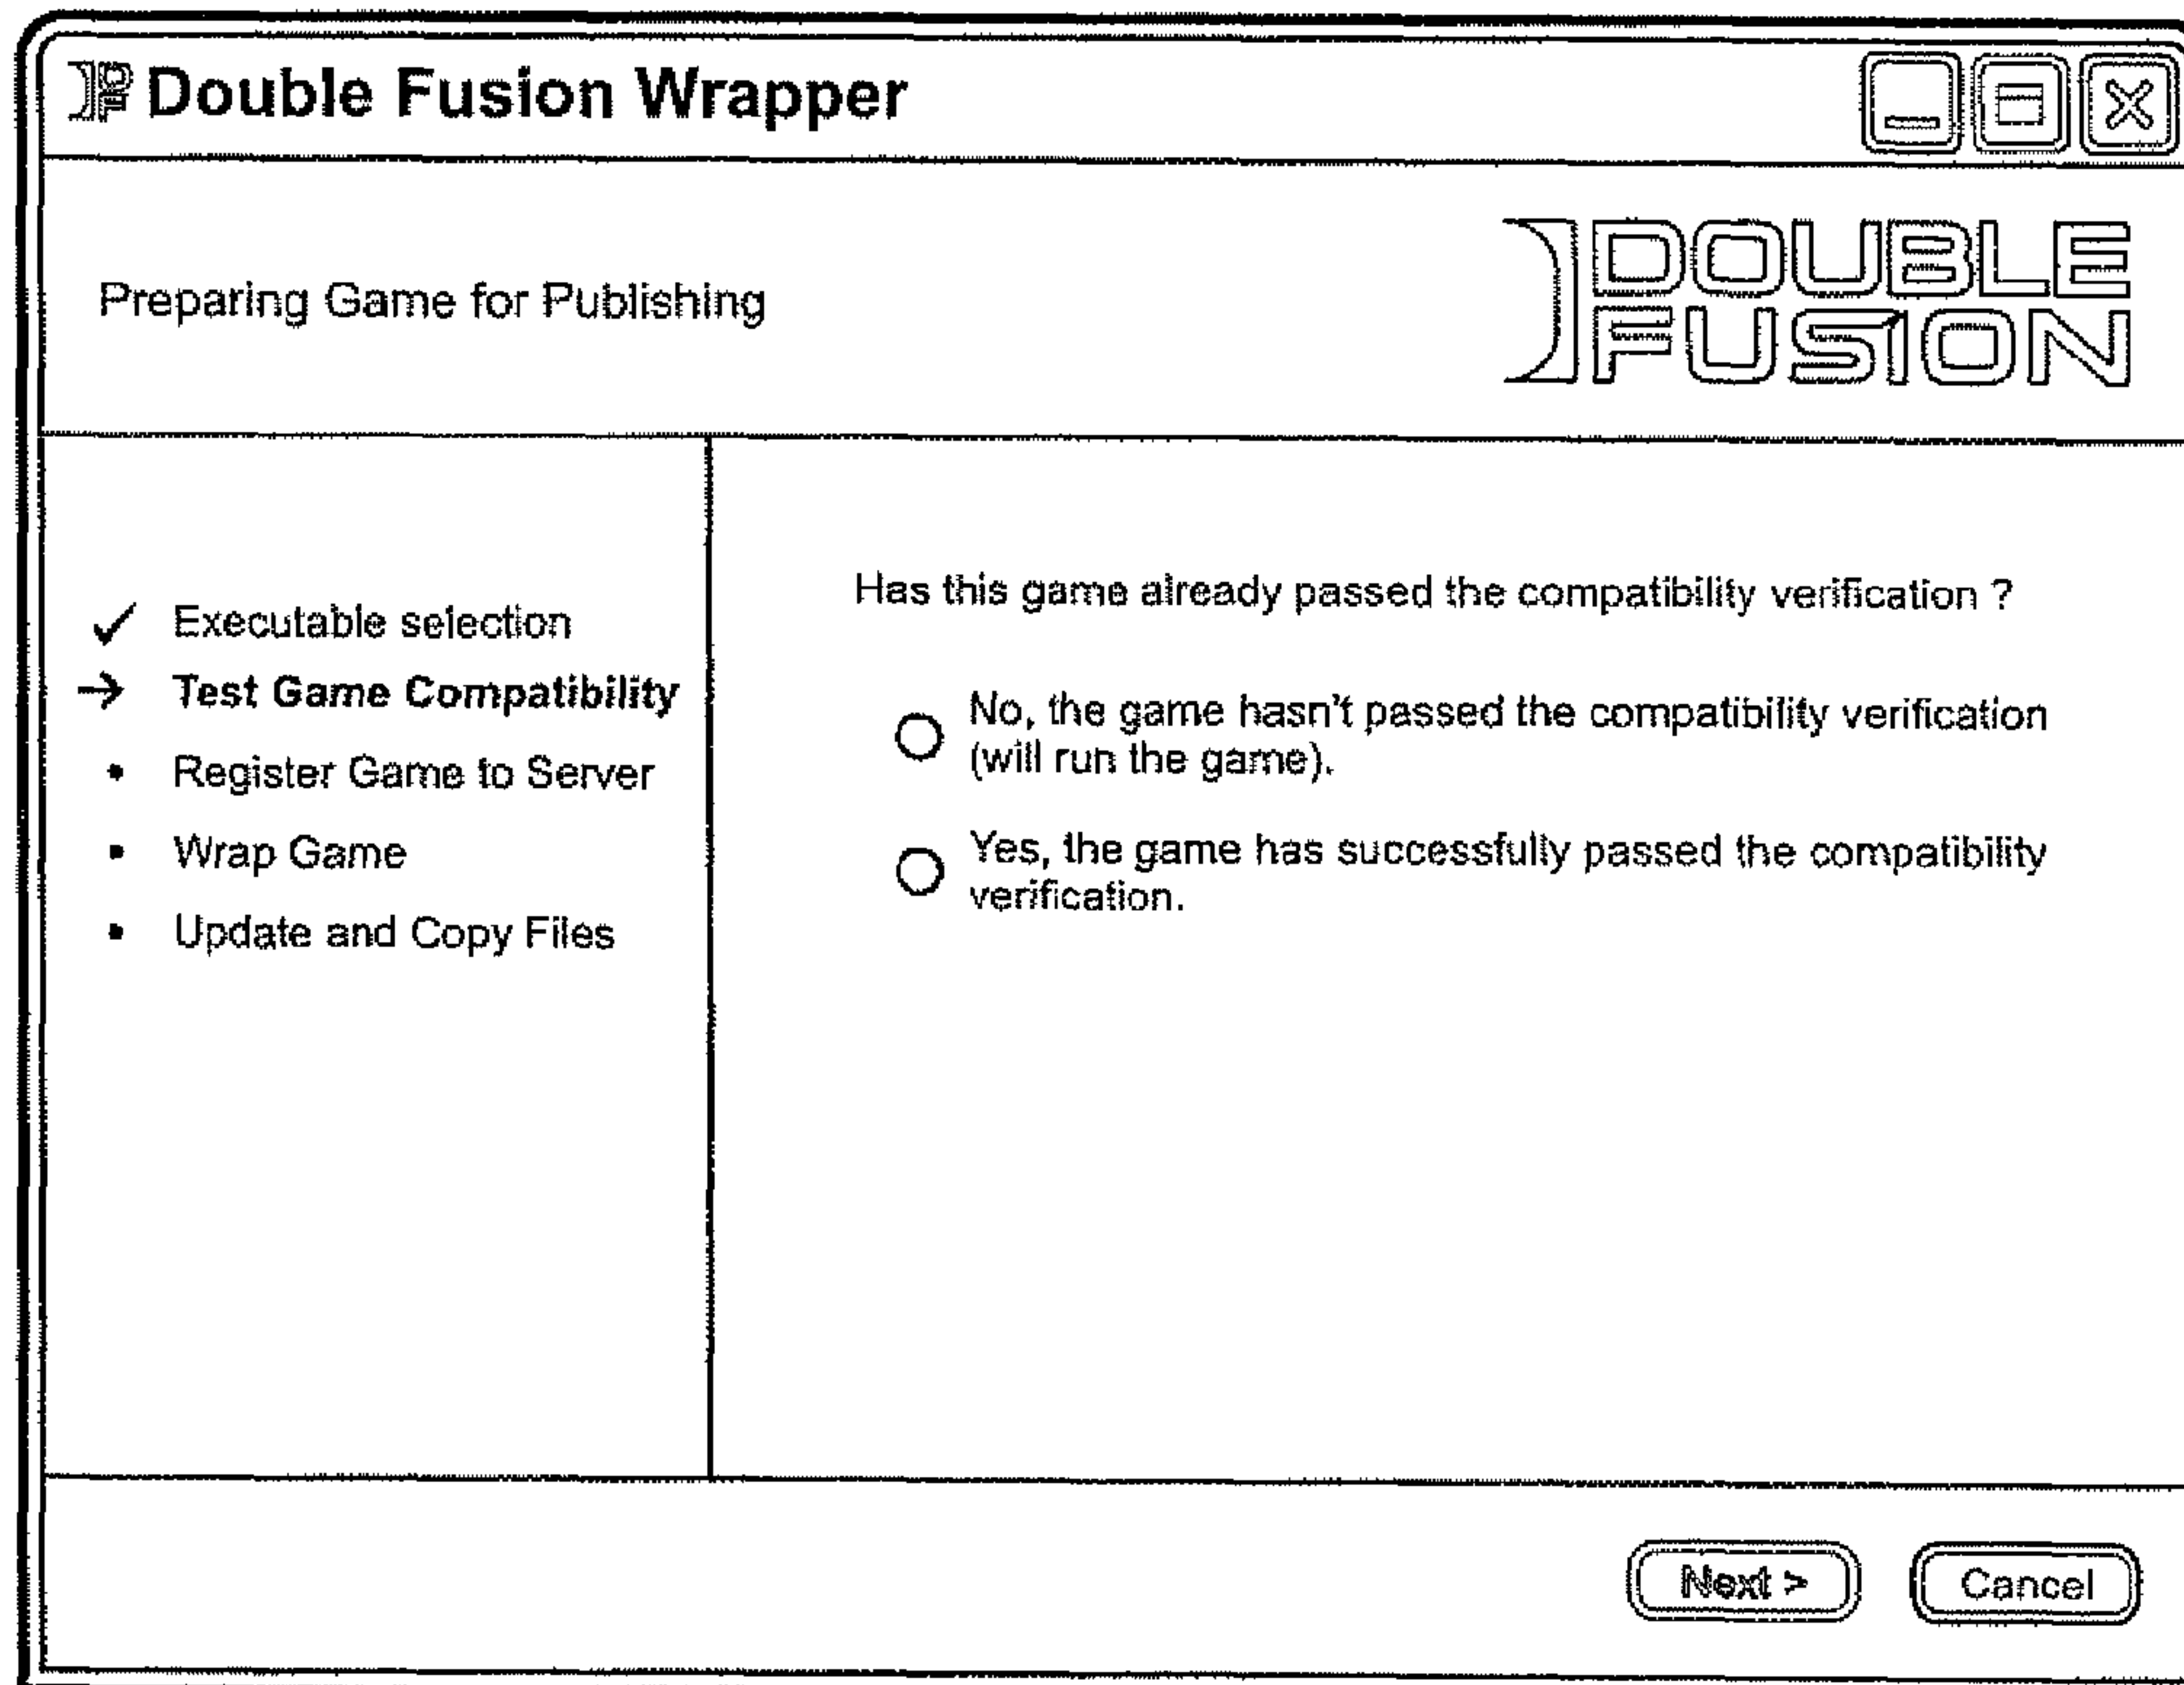 Double Fusion Wrapper
Preparing Game for Publishing
DOUBLE
FUSION
✓ Executable selection
→ Test Game Compatibility
• Register Game to Server
• Wrap Game
• Update and Copy Files
Has this game already passed the compatibility verification ?
No, the game hasn't passed the compatibility verification
(will run the game).
Yes, the game has successfully passed the compatibility
verification.
Next >
Cancel